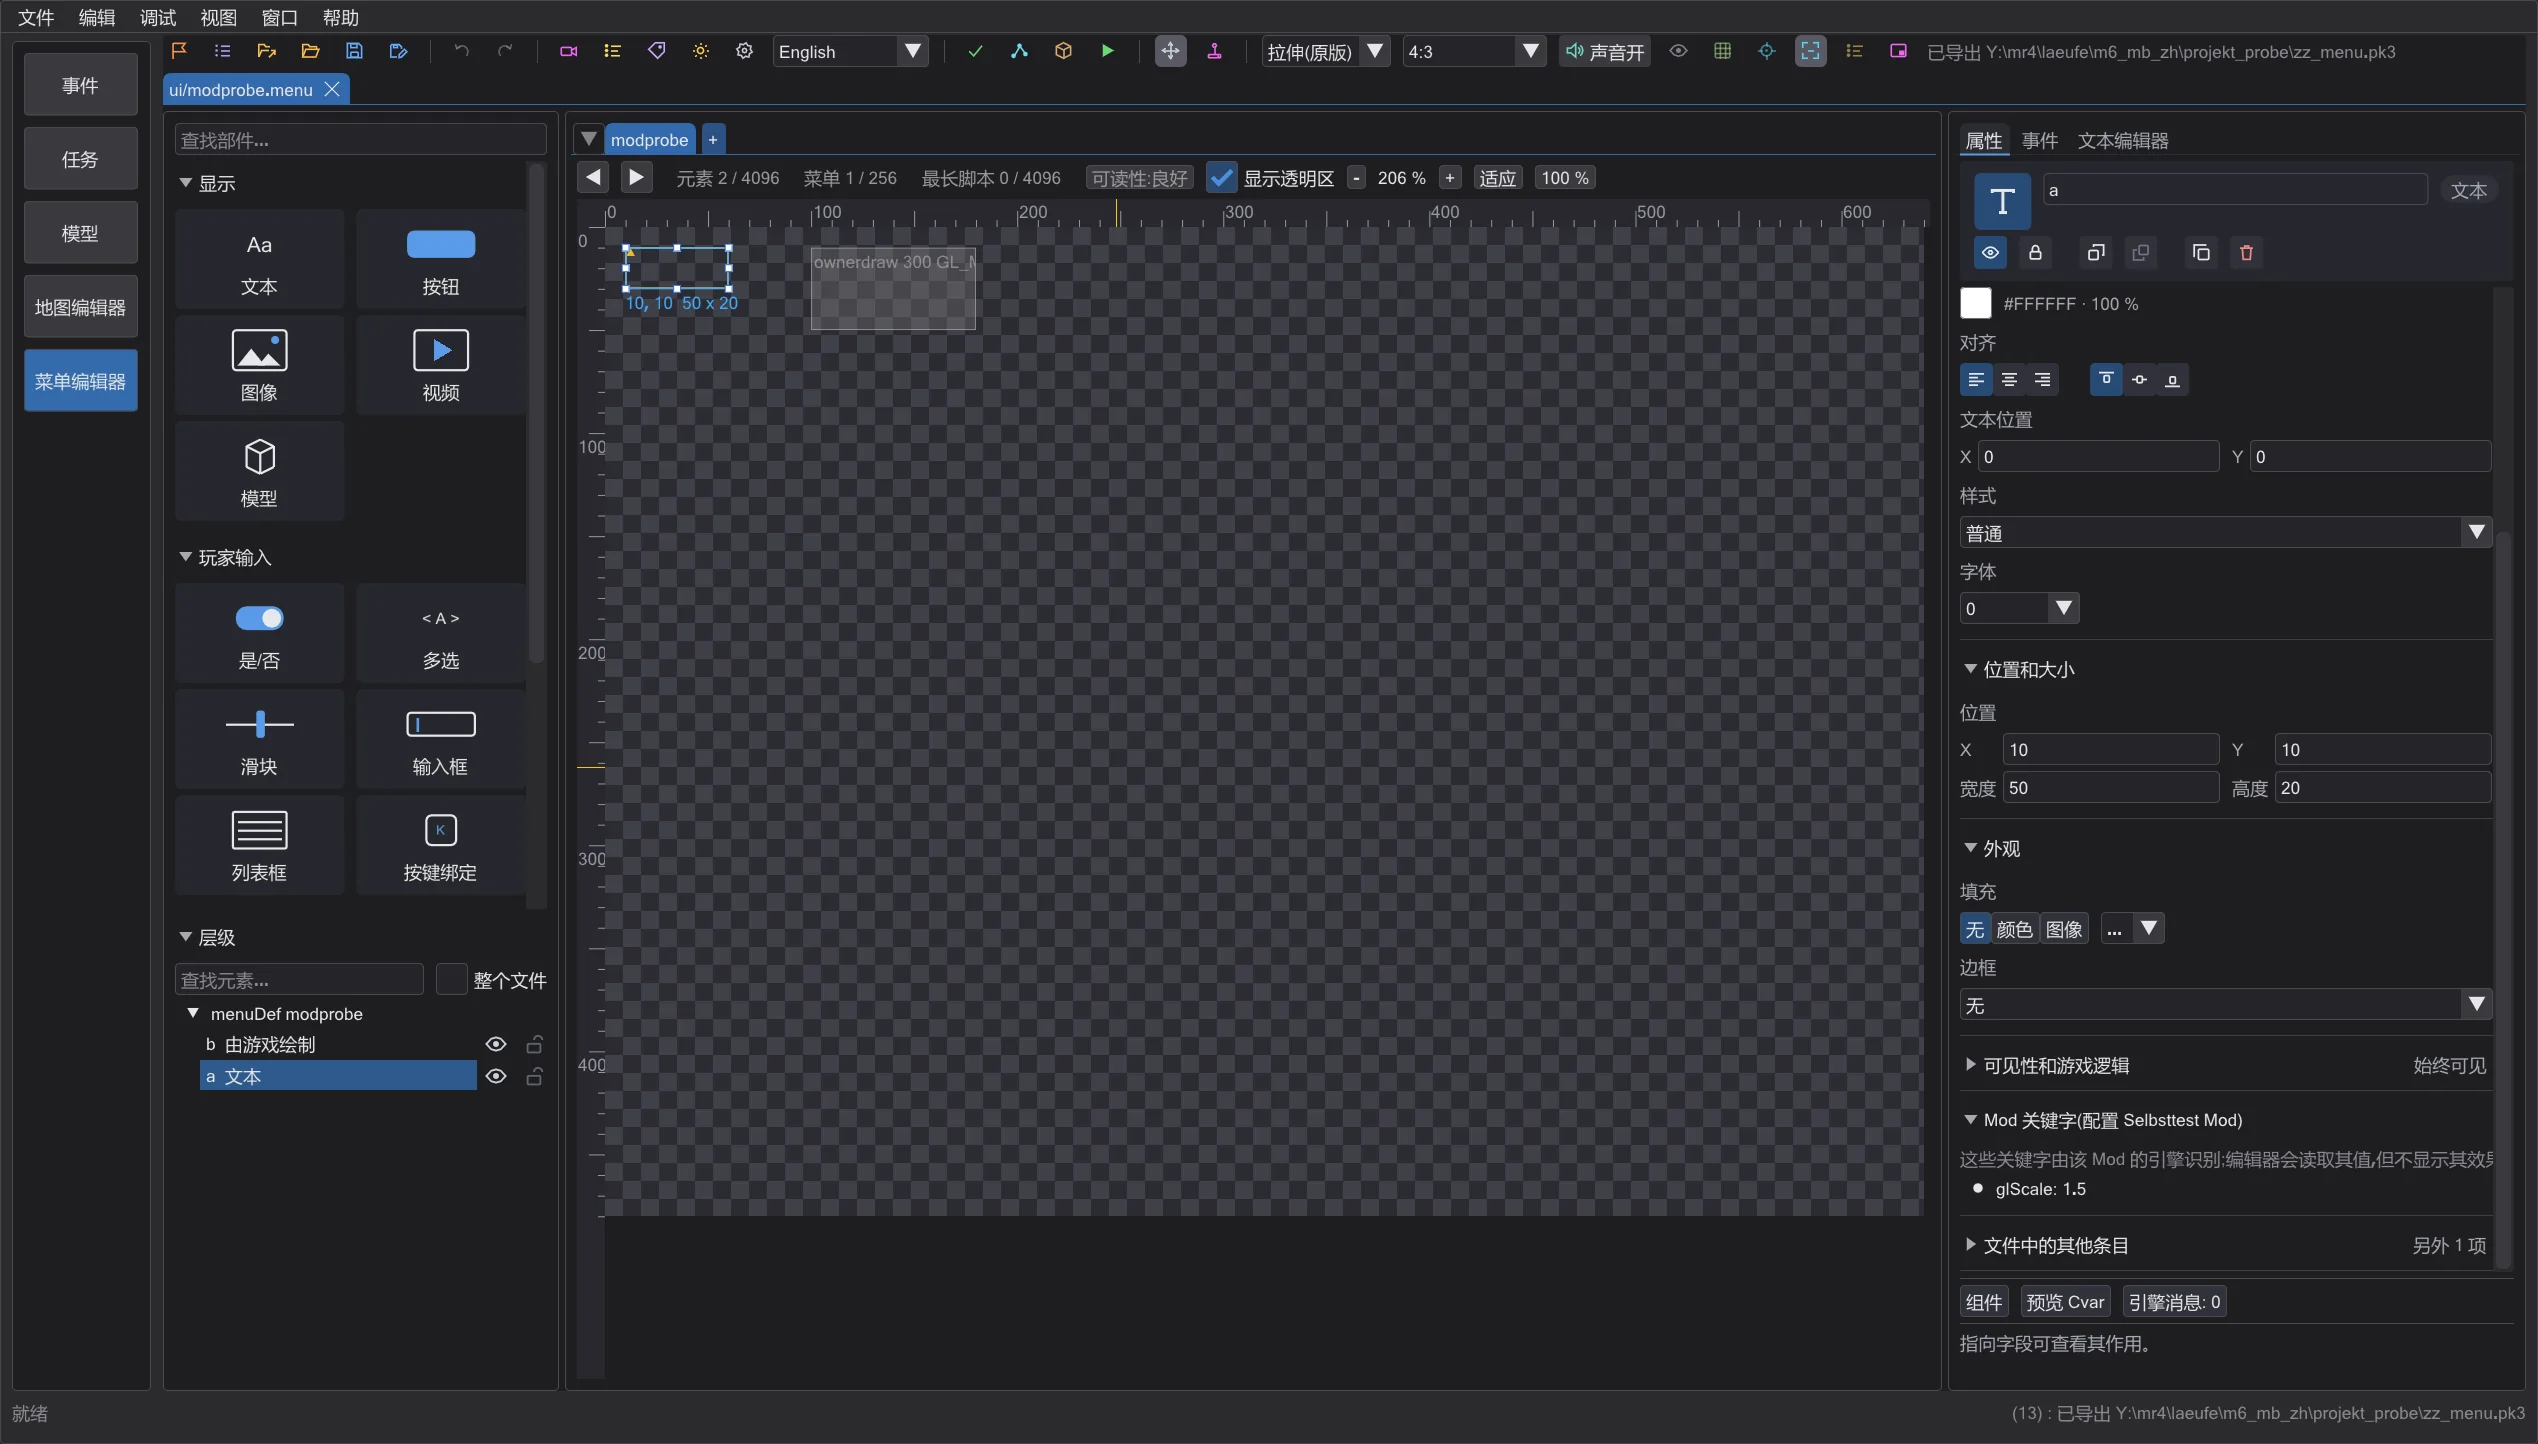 文件 编辑 调试 视图 窗口 帮助
English
拉伸(原版)
4:3
声音开
已导出 Y:\mr4\laeufe\m6_mb_zh\projekt_probe\zz_menu.pk3
事件
任务
模型
地图编辑器
菜单编辑器
ui/modprobe.menu
查找部件...
显示
Aa
文本
按钮
图像
视频
模型
玩家输入
是/否
< A >
多选
滑块
输入框
列表框
K
按键绑定
层级
查找元素...
整个文件
menuDef modprobe
b 由游戏绘制
a 文本
modprobe
+
元素 2 / 4096
菜单 1 / 256
最长脚本 0 / 4096
可读性:良好
显示透明区
-
206 %
+
适应
100 %
0 100 200 300 400 500 600
0
100
200
300
400
10, 10 50 x 20
ownerdraw 300 GL_
属性 事件 文本编辑器
T
a
文本
#FFFFFF · 100 %
对齐
文本位置
X 0 Y 0
样式
普通
字体
0
位置和大小
位置
X 10 Y 10
宽度 50 高度 20
外观
填充
无 颜色 图像 ...
边框
无
可见性和游戏逻辑 始终可见
Mod 关键字(配置 Selbsttest Mod)
这些关键字由该 Mod 的引擎识别;编辑器会读取其值,但不显示其效
glScale: 1.5
文件中的其他条目 另外 1 项
组件 预览 Cvar 引擎消息: 0
指向字段可查看其作用。
就绪
(13) : 已导出 Y:\mr4\laeufe\m6_mb_zh\projekt_probe\zz_menu.pk3